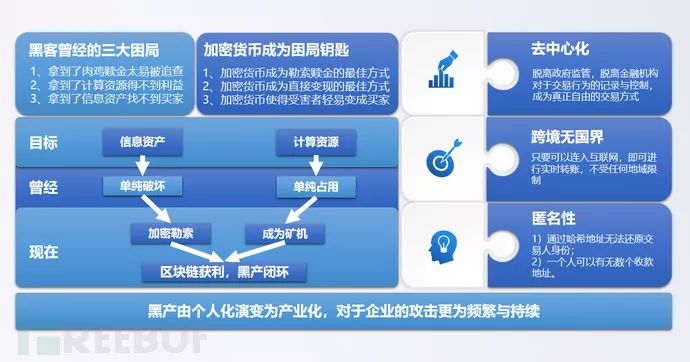 黑客曾经的三大困局
1、拿到了肉鸡赎金太易被追查
2、拿到了计算资源得不到利益
3、拿到了信息资产找不到买家
加密货币成为困局钥匙
1、加密货币成为勒索赎金的最佳方式
2、加密货币成为直接变现的最佳方式
3、加密货币使得受害者轻易变成买家
目标
信息资产
计算资源
曾经
单纯破坏
单纯占用
现在
加密勒索
成为矿机
区块链获利，黑产闭环
去中心化
脱离政府监管，脱离金融机构
对于交易行为的记录与控制，
成为真正自由的交易方式
跨境无国界
只要可以连入互联网，即可进
行实时转账，不受任何地域限
制
匿名性
1）通过哈希地址无法还原交
易人身份；
2）一个人可以有无数个收款
地址。
黑产由个人化演变为产业化，对于企业的攻击更为频繁与持续
FREEBUF